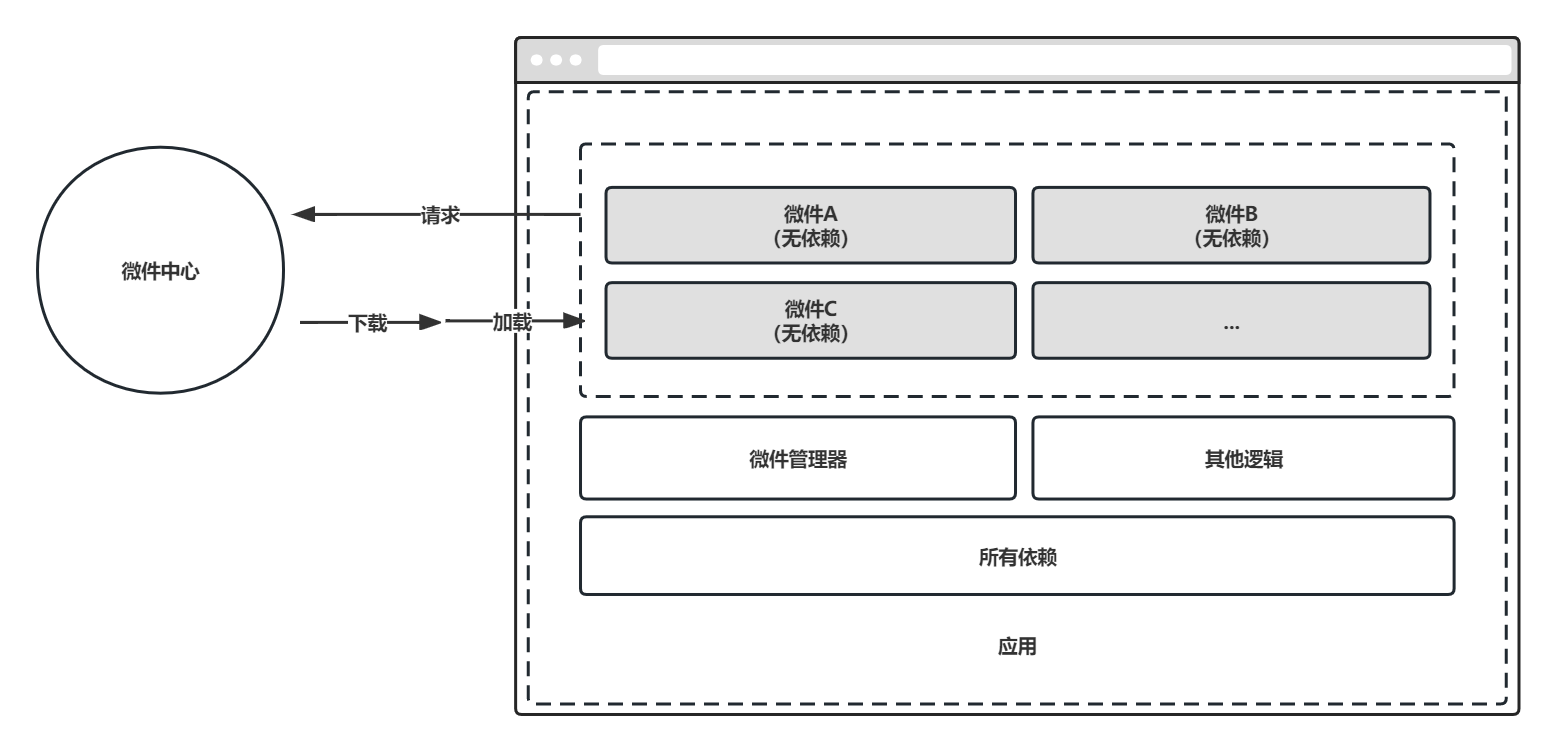 微件中心
请求
下载
加载
微件A
（无依赖）
微件B
（无依赖）
微件C
（无依赖）
...
微件管理器
其他逻辑
所有依赖
应用